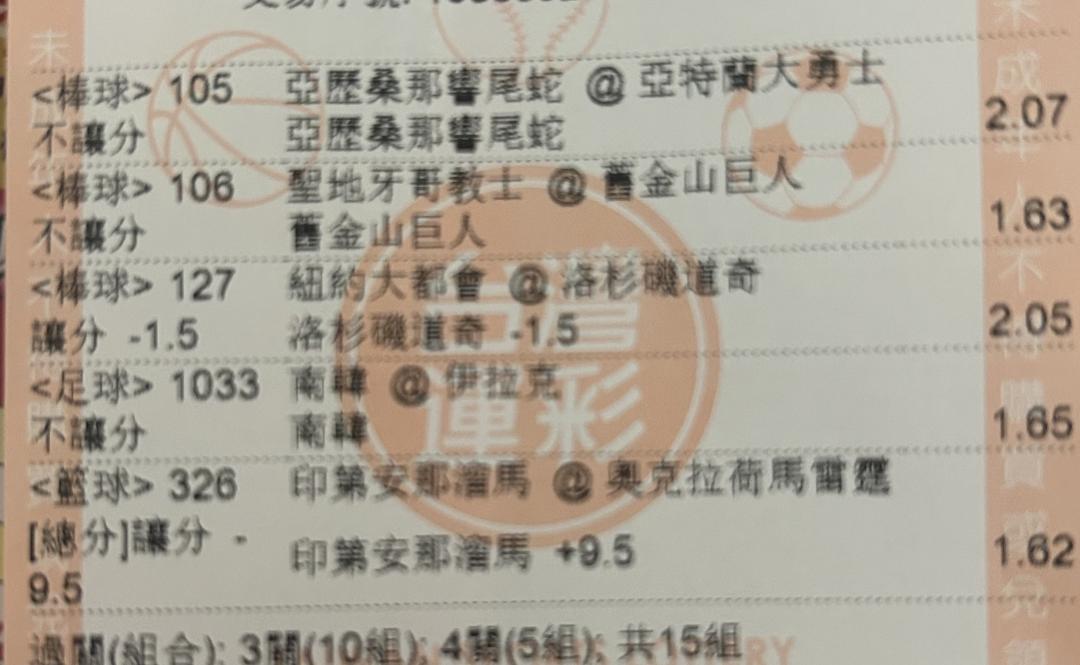 <棒球> 105 亞歷桑那響尾蛇 @ 亞特蘭大勇士
不讓分 亞歷桑那響尾蛇 2.07
<棒球> 106 聖地牙哥教士 @ 舊金山巨人
不讓分 舊金山巨人 1.63
<棒球> 127 紐約大都會 @ 洛杉磯道奇
讓分 -1.5 洛杉磯道奇 -1.5 2.05
<足球> 1033 南韓 @ 伊拉克
不讓分 南韓 1.65
<籃球> 326 印第安那溜馬 @ 奧克拉荷馬雷霆
[總分]讓分 -
9.5 印第安那溜馬 +9.5 1.62
過關(組合): 3關(10組); 4關(5組); 共15組
台灣
運彩